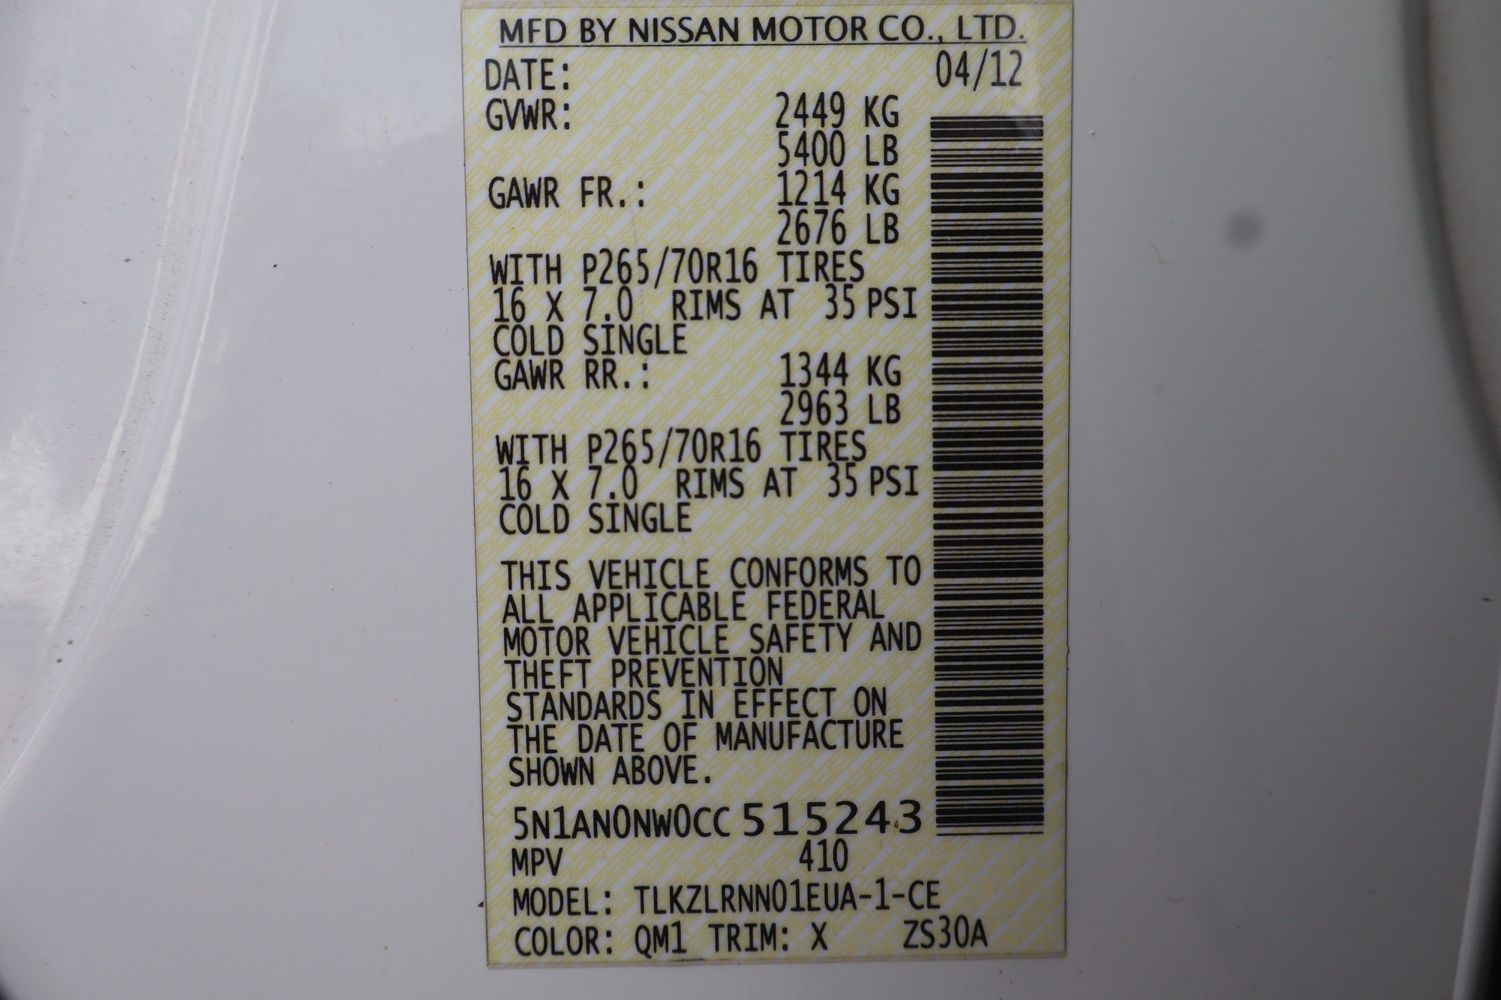 MFD BY NISSAN MOTOR CO., LTD.
DATE: 04/12
GVWR: 2449 KG
5400 LB
GAWR FR.: 1214 KG
2676 LB
WITH P265/70R16 TIRES
16 X 7.0 RIMS AT 35 PSI
COLD SINGLE
GAWR RR.: 1344 KG
2963 LB
WITH P265/70R16 TIRES
16 X 7.0 RIMS AT 35 PSI
COLD SINGLE
THIS VEHICLE CONFORMS TO
ALL APPLICABLE FEDERAL
MOTOR VEHICLE SAFETY AND
THEFT PREVENTION
STANDARDS IN EFFECT ON
THE DATE OF MANUFACTURE
SHOWN ABOVE.
5N1AN0NW0CC515243
MPV 410
MODEL: TLKZLRNN01EUA-1-CE
COLOR: QM1 TRIM: X ZS30A